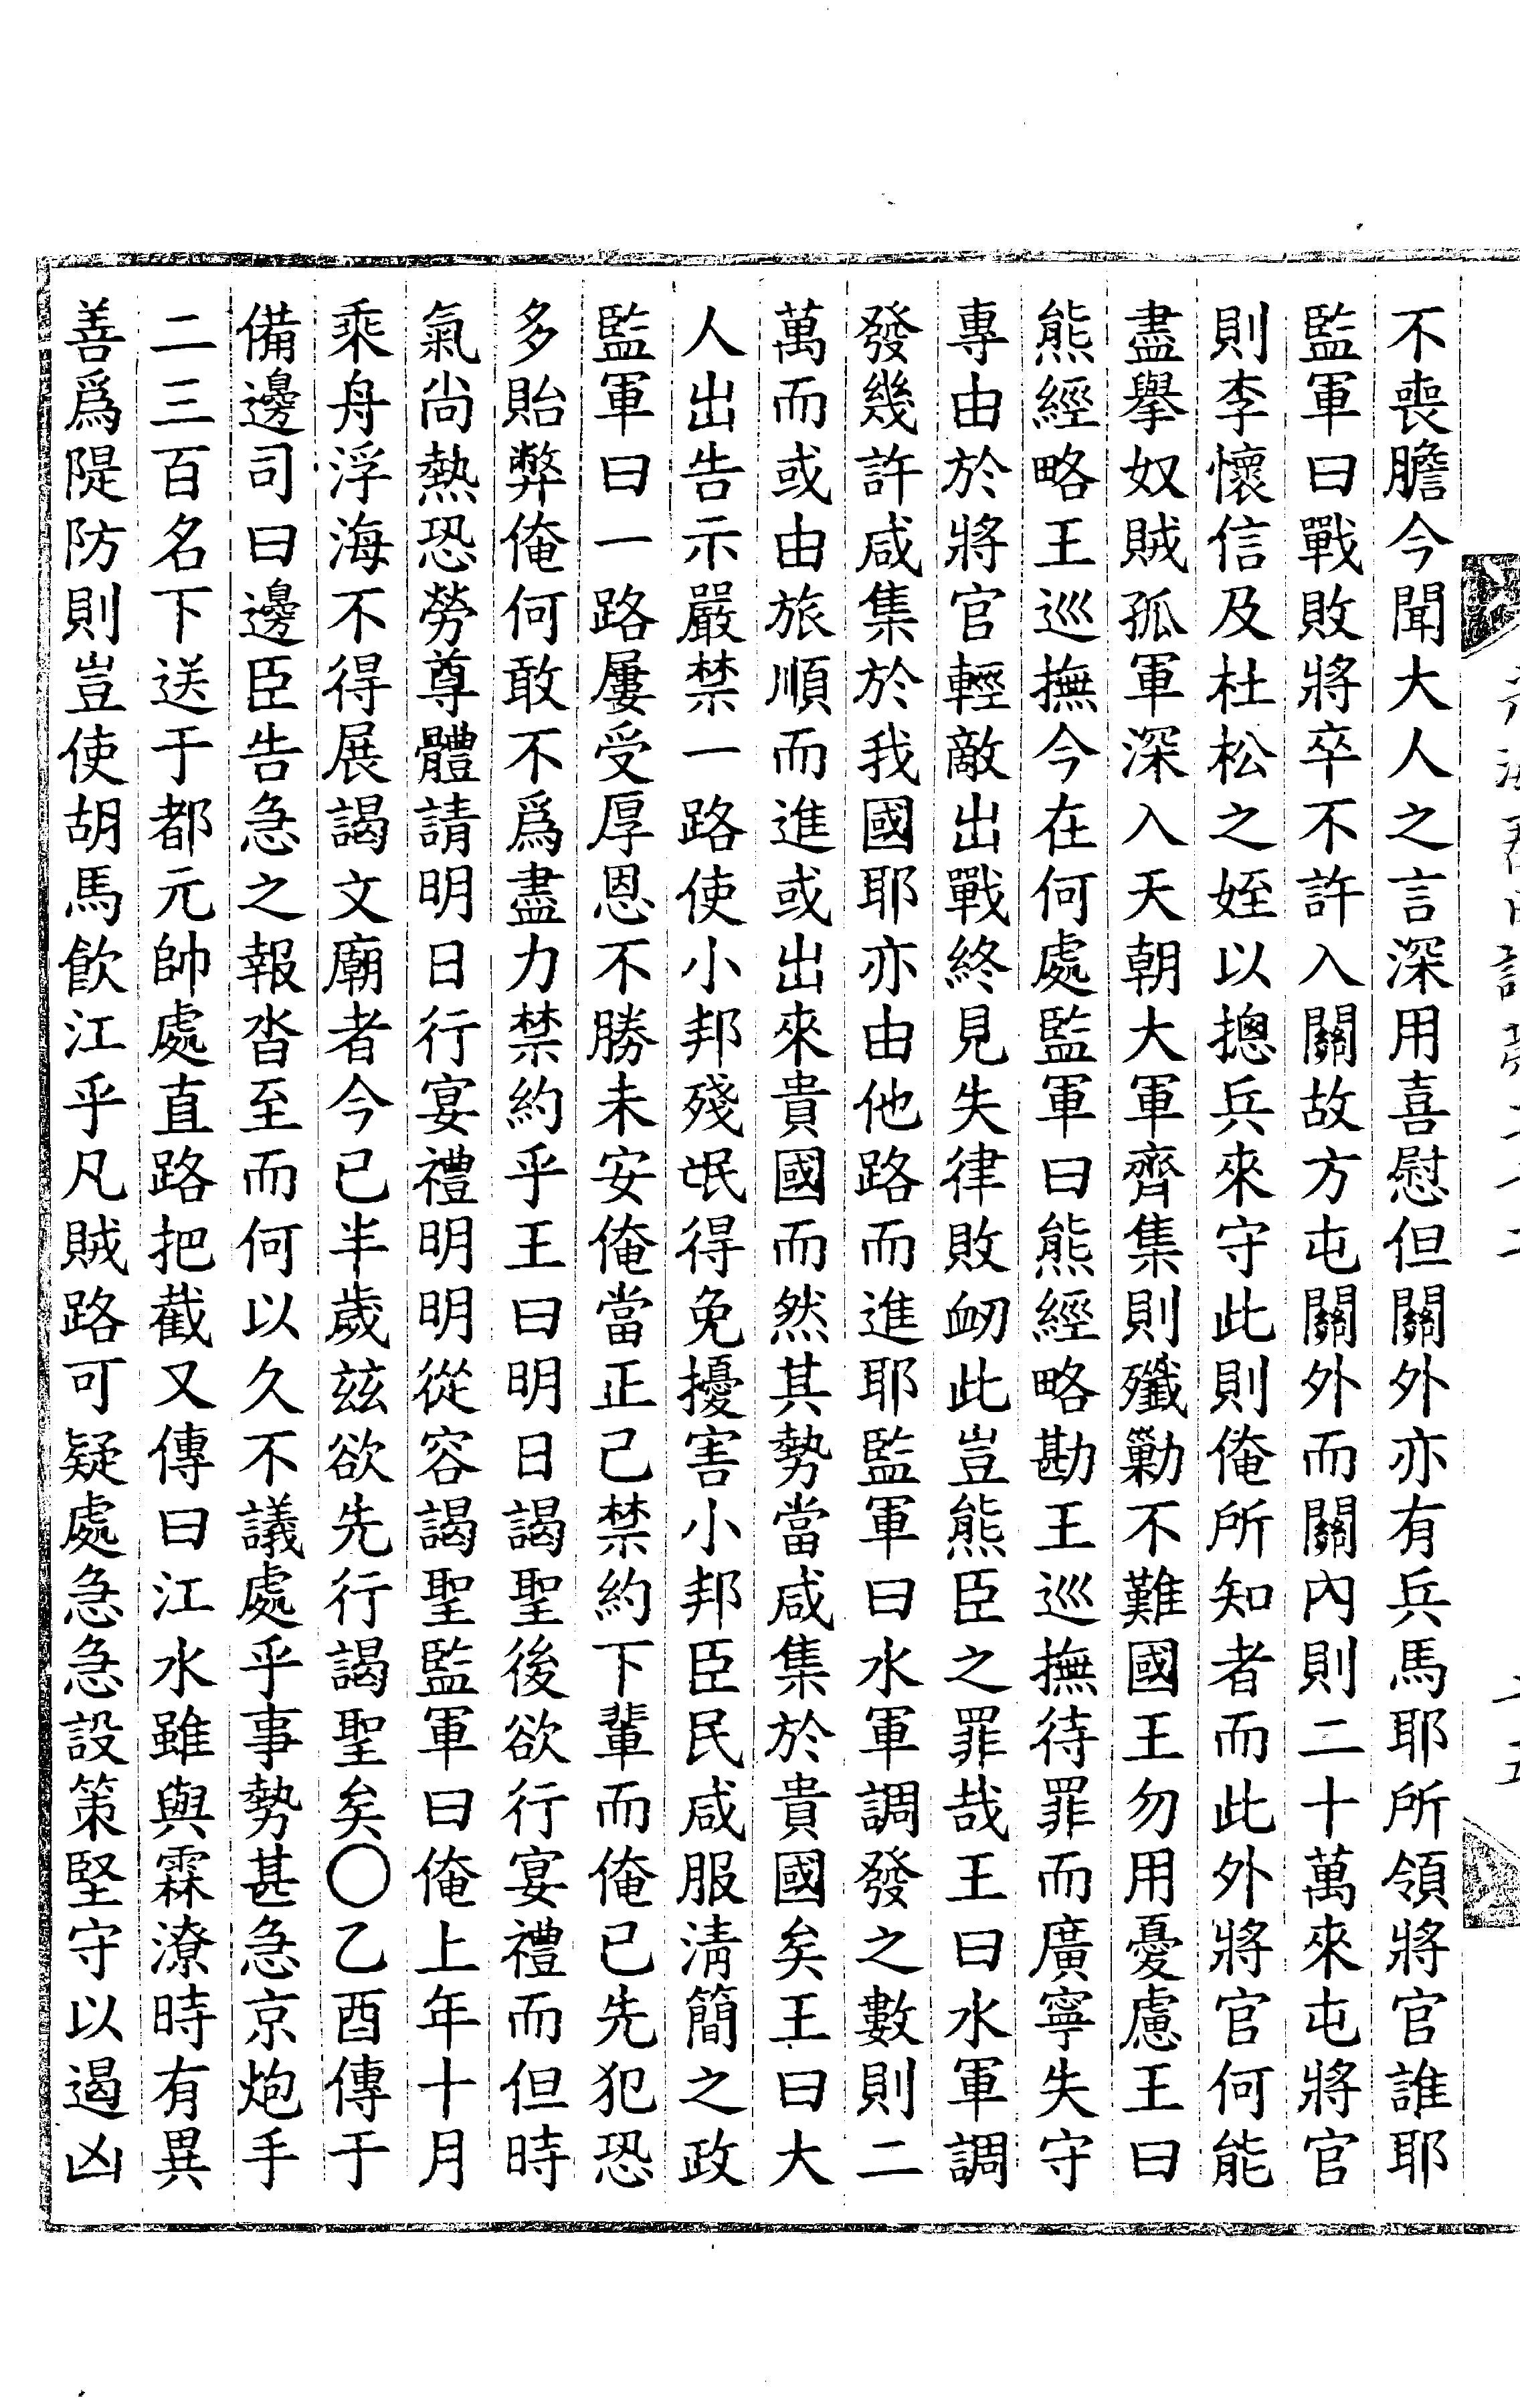 不喪膽今聞大人之言深用喜慰但關外亦有兵馬耶所領將官誰耶
監軍曰戰敗將卒不許入關故方屯關外而關內則二十萬來屯將官
則李懷信及杜松之姪以摠兵來守此則俺所知者而此外將官何能
盡擧奴賊孤軍深入天朝大軍齊集則殲勦不難國王勿用憂慮王曰
熊經略王巡撫今在何處監軍曰熊經略勘王巡撫待罪而廣寧失守
專由於將官輕敵出戰終見失律敗衂此豈熊臣之罪哉王曰水軍調
發幾許咸集於我國耶亦由他路而進耶監軍曰水軍調發之數則二
萬而或由旅順而進或出來貴國而然其勢當咸集於貴國矣王曰大
人出告示嚴禁一路使小邦殘氓得免擾害小邦臣民咸服淸簡之政
監軍曰一路屢受厚恩不勝未安俺當正己禁約下輩而俺已先犯恐
多貽弊俺何敢不爲盡力禁約乎王曰明日謁聖後欲行宴禮而但時
氣尙熱恐勞尊體請明日行宴禮明明從容謁聖監軍曰俺上年十月
乘舟浮海不得展謁文廟者今已半歲玆欲先行謁聖矣〇乙酉傳于
備邊司曰邊臣告急之報沓至而何以久不議處乎事勢甚急京炮手
二三百名下送于都元帥處直路把截又傳曰江水雖與霖潦時有異
善爲隄防則豈使胡馬飮江乎凡賊路可疑處急急設策堅守以遏凶